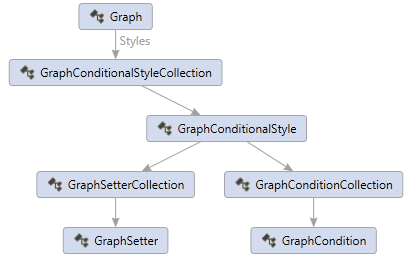 Graph
Styles
GraphConditionalStyleCollection
GraphConditionalStyle
GraphSetterCollection
GraphConditionCollection
GraphSetter
GraphCondition